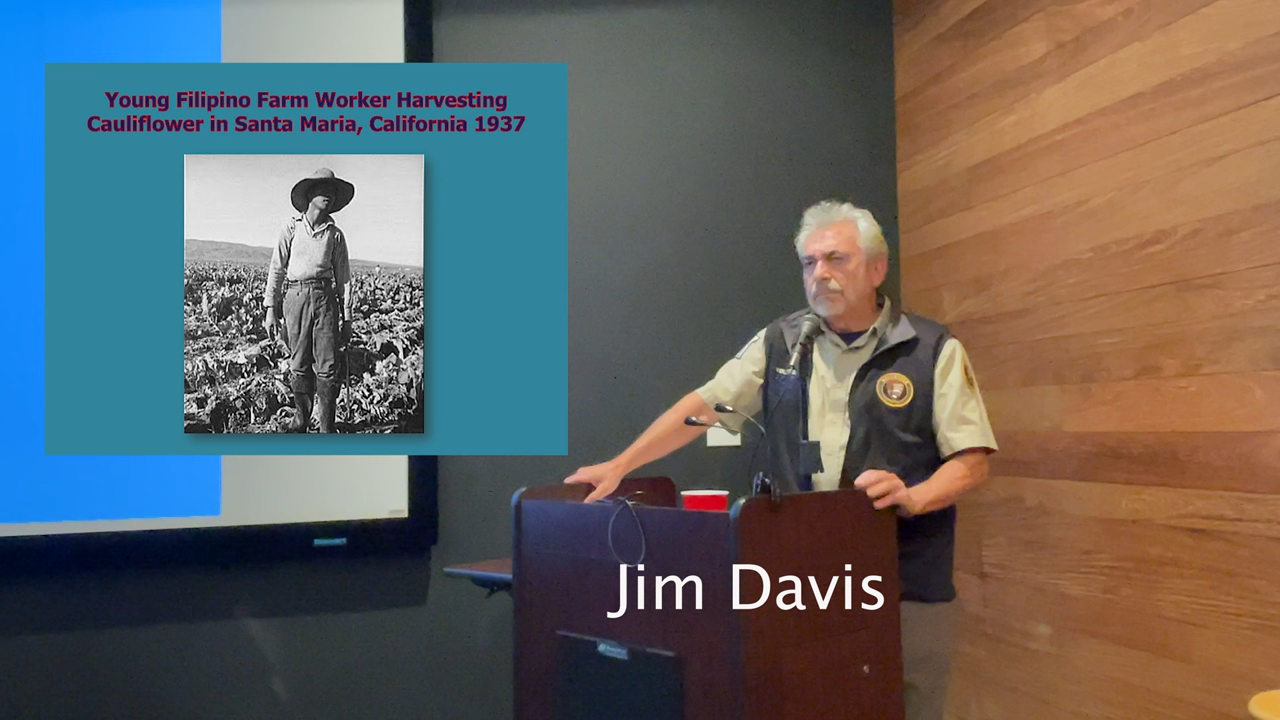 Young Filipino Farm Worker Harvesting
Cauliflower in Santa Maria, California 1937
Jim Davis